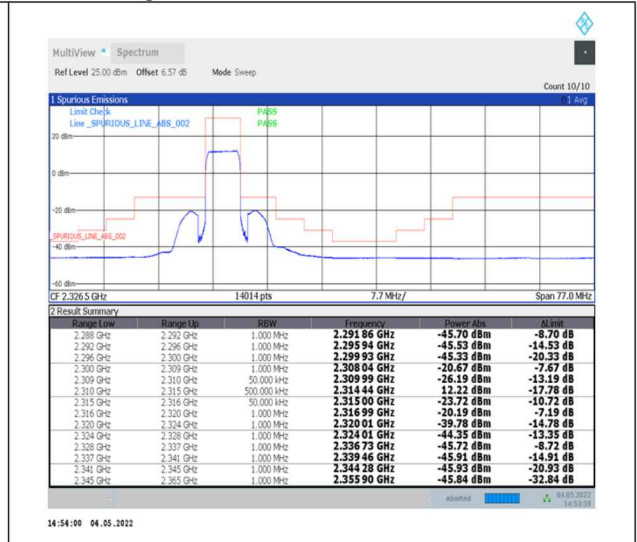 MultiView Spectrum
Ref Level 25.00 dBm Offset 6.57 dB Mode Sweep
Count 10/10
1 Spurious Emissions 1 Avg
Limit Check PASS
Line _SPURIOUS_LINE_ABS_002 PASS
20 dBm
0 dBm
-20 dBm
_SPURIOUS_LINE_ABS_002
-40 dBm
-60 dBm
CF 2.3265 GHz 14014 pts 7.7 MHz/ Span 77.0 MHz
2 Result Summary
Range Low Range Up RBW Frequency Power Abs ΔLimit
2.288 GHz 2.292 GHz 1.000 MHz 2.291 86 GHz -45.70 dBm -8.70 dB
2.292 GHz 2.296 GHz 1.000 MHz 2.295 94 GHz -45.53 dBm -14.53 dB
2.296 GHz 2.300 GHz 1.000 MHz 2.299 93 GHz -45.33 dBm -20.33 dB
2.300 GHz 2.309 GHz 1.000 MHz 2.308 04 GHz -20.67 dBm -7.67 dB
2.309 GHz 2.310 GHz 50.000 kHz 2.309 99 GHz -26.19 dBm -13.19 dB
2.310 GHz 2.315 GHz 500.000 kHz 2.314 44 GHz 12.22 dBm -17.78 dB
2.315 GHz 2.316 GHz 50.000 kHz 2.315 00 GHz -23.72 dBm -10.72 dB
2.316 GHz 2.320 GHz 1.000 MHz 2.316 99 GHz -20.19 dBm -7.19 dB
2.320 GHz 2.324 GHz 1.000 MHz 2.320 01 GHz -39.78 dBm -14.78 dB
2.324 GHz 2.328 GHz 1.000 MHz 2.324 01 GHz -44.35 dBm -13.35 dB
2.328 GHz 2.337 GHz 1.000 MHz 2.336 73 GHz -45.72 dBm -8.72 dB
2.337 GHz 2.341 GHz 1.000 MHz 2.339 46 GHz -45.91 dBm -14.91 dB
2.341 GHz 2.345 GHz 1.000 MHz 2.344 28 GHz -45.93 dBm -20.93 dB
2.345 GHz 2.365 GHz 1.000 MHz 2.355 90 GHz -45.84 dBm -32.84 dB
Aborted 04.05.2022
14:53:59
14:54:00 04.05.2022